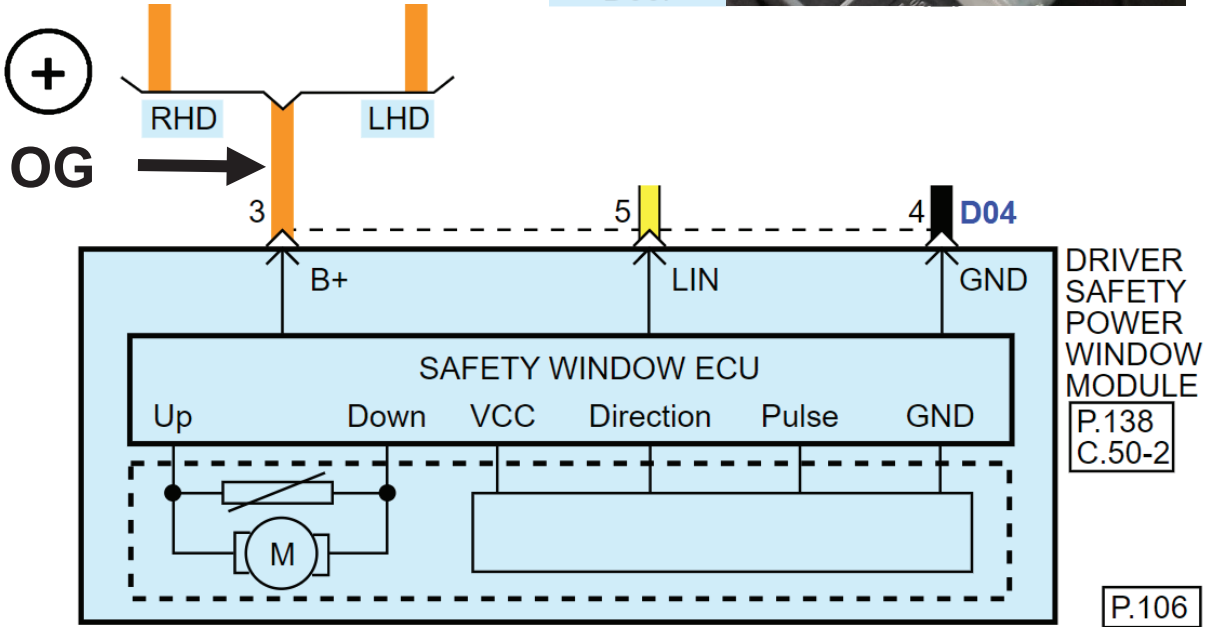 +
RHD
LHD
OG
3
5
4
D04
B+
LIN
GND
DRIVER
SAFETY
POWER
WINDOW
MODULE
P.138
C.50-2
SAFETY WINDOW ECU
Up Down VCC Direction Pulse GND
M
P.106